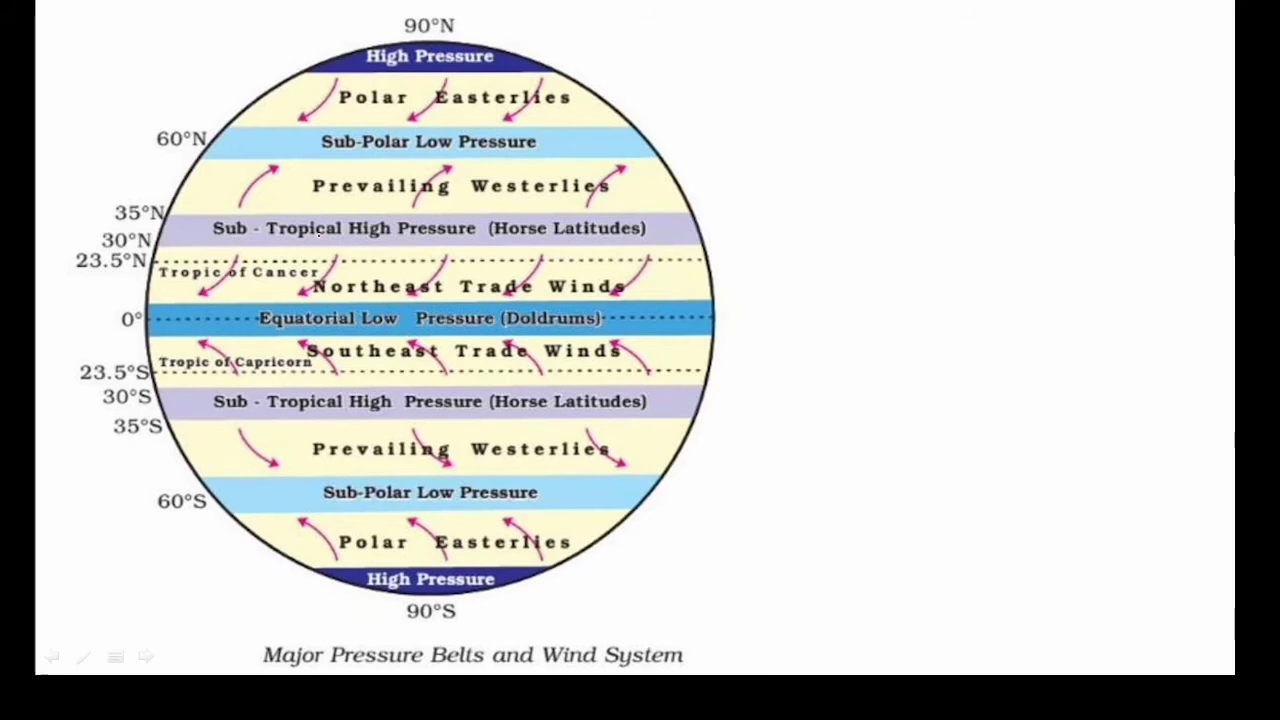 90°N
High Pressure
Polar Easterlies
60°N
Sub-Polar Low Pressure
Prevailing Westerlies
35°N
Sub - Tropical High Pressure (Horse Latitudes)
30°N
23.5°N
Tropic of Cancer
Northeast Trade Winds
0°
Equatorial Low Pressure (Doldrums)
Southeast Trade Winds
Tropic of Capricorn
23.5°S
30°S
Sub - Tropical High Pressure (Horse Latitudes)
35°S
Prevailing Westerlies
Sub-Polar Low Pressure
60°S
Polar Easterlies
High Pressure
90°S
Major Pressure Belts and Wind System